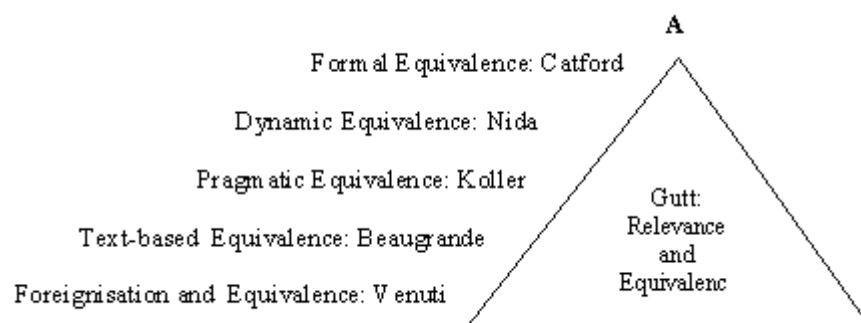 A
Formal Equivalence: Catford
Dynamic Equivalence: Nida
Pragmatic Equivalence: Koller
Text-based Equivalence: Beaugrande
Foreignisation and Equivalence: Venuti
Gutt:
Relevance
and
Equivalenc